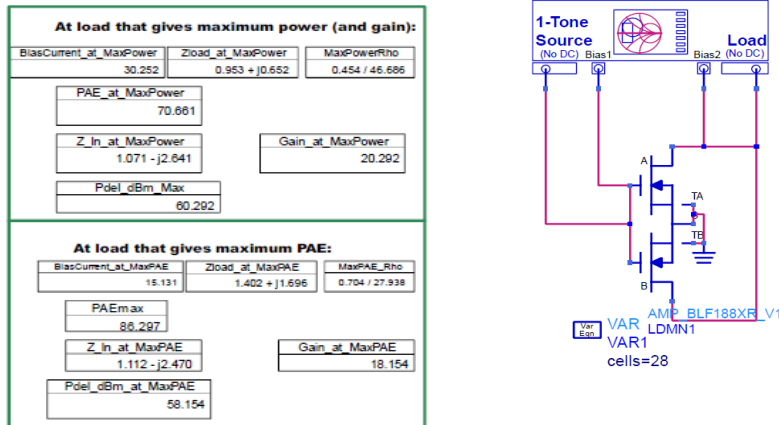 At load that gives maximum power (and gain):
BiasCurrent_at_MaxPower
30.252
Zload_at_MaxPower
0.953 + j0.652
MaxPowerRho
0.454 / 46.686
PAE_at_MaxPower
70.661
Z_In_at_MaxPower
1.071 - j2.641
Gain_at_MaxPower
20.292
Pdel_dBm_Max
60.292
At load that gives maximum PAE:
BiasCurrent_at_MaxPAE
15.131
Zload_at_MaxPAE
1.402 + j1.696
MaxPAE_Rho
0.704 / 27.938
PAEmax
86.297
Z_In_at_MaxPAE
1.112 - j2.470
Gain_at_MaxPAE
18.154
Pdel_dBm_at_MaxPAE
58.154
1-Tone
Source
(No DC)
Bias1
Bias2
Load
(No DC)
A
TA
S
TB
B
AMP_BLF188XR_V1
LDMN1
Var
Eqn
VAR
VAR1
cells=28